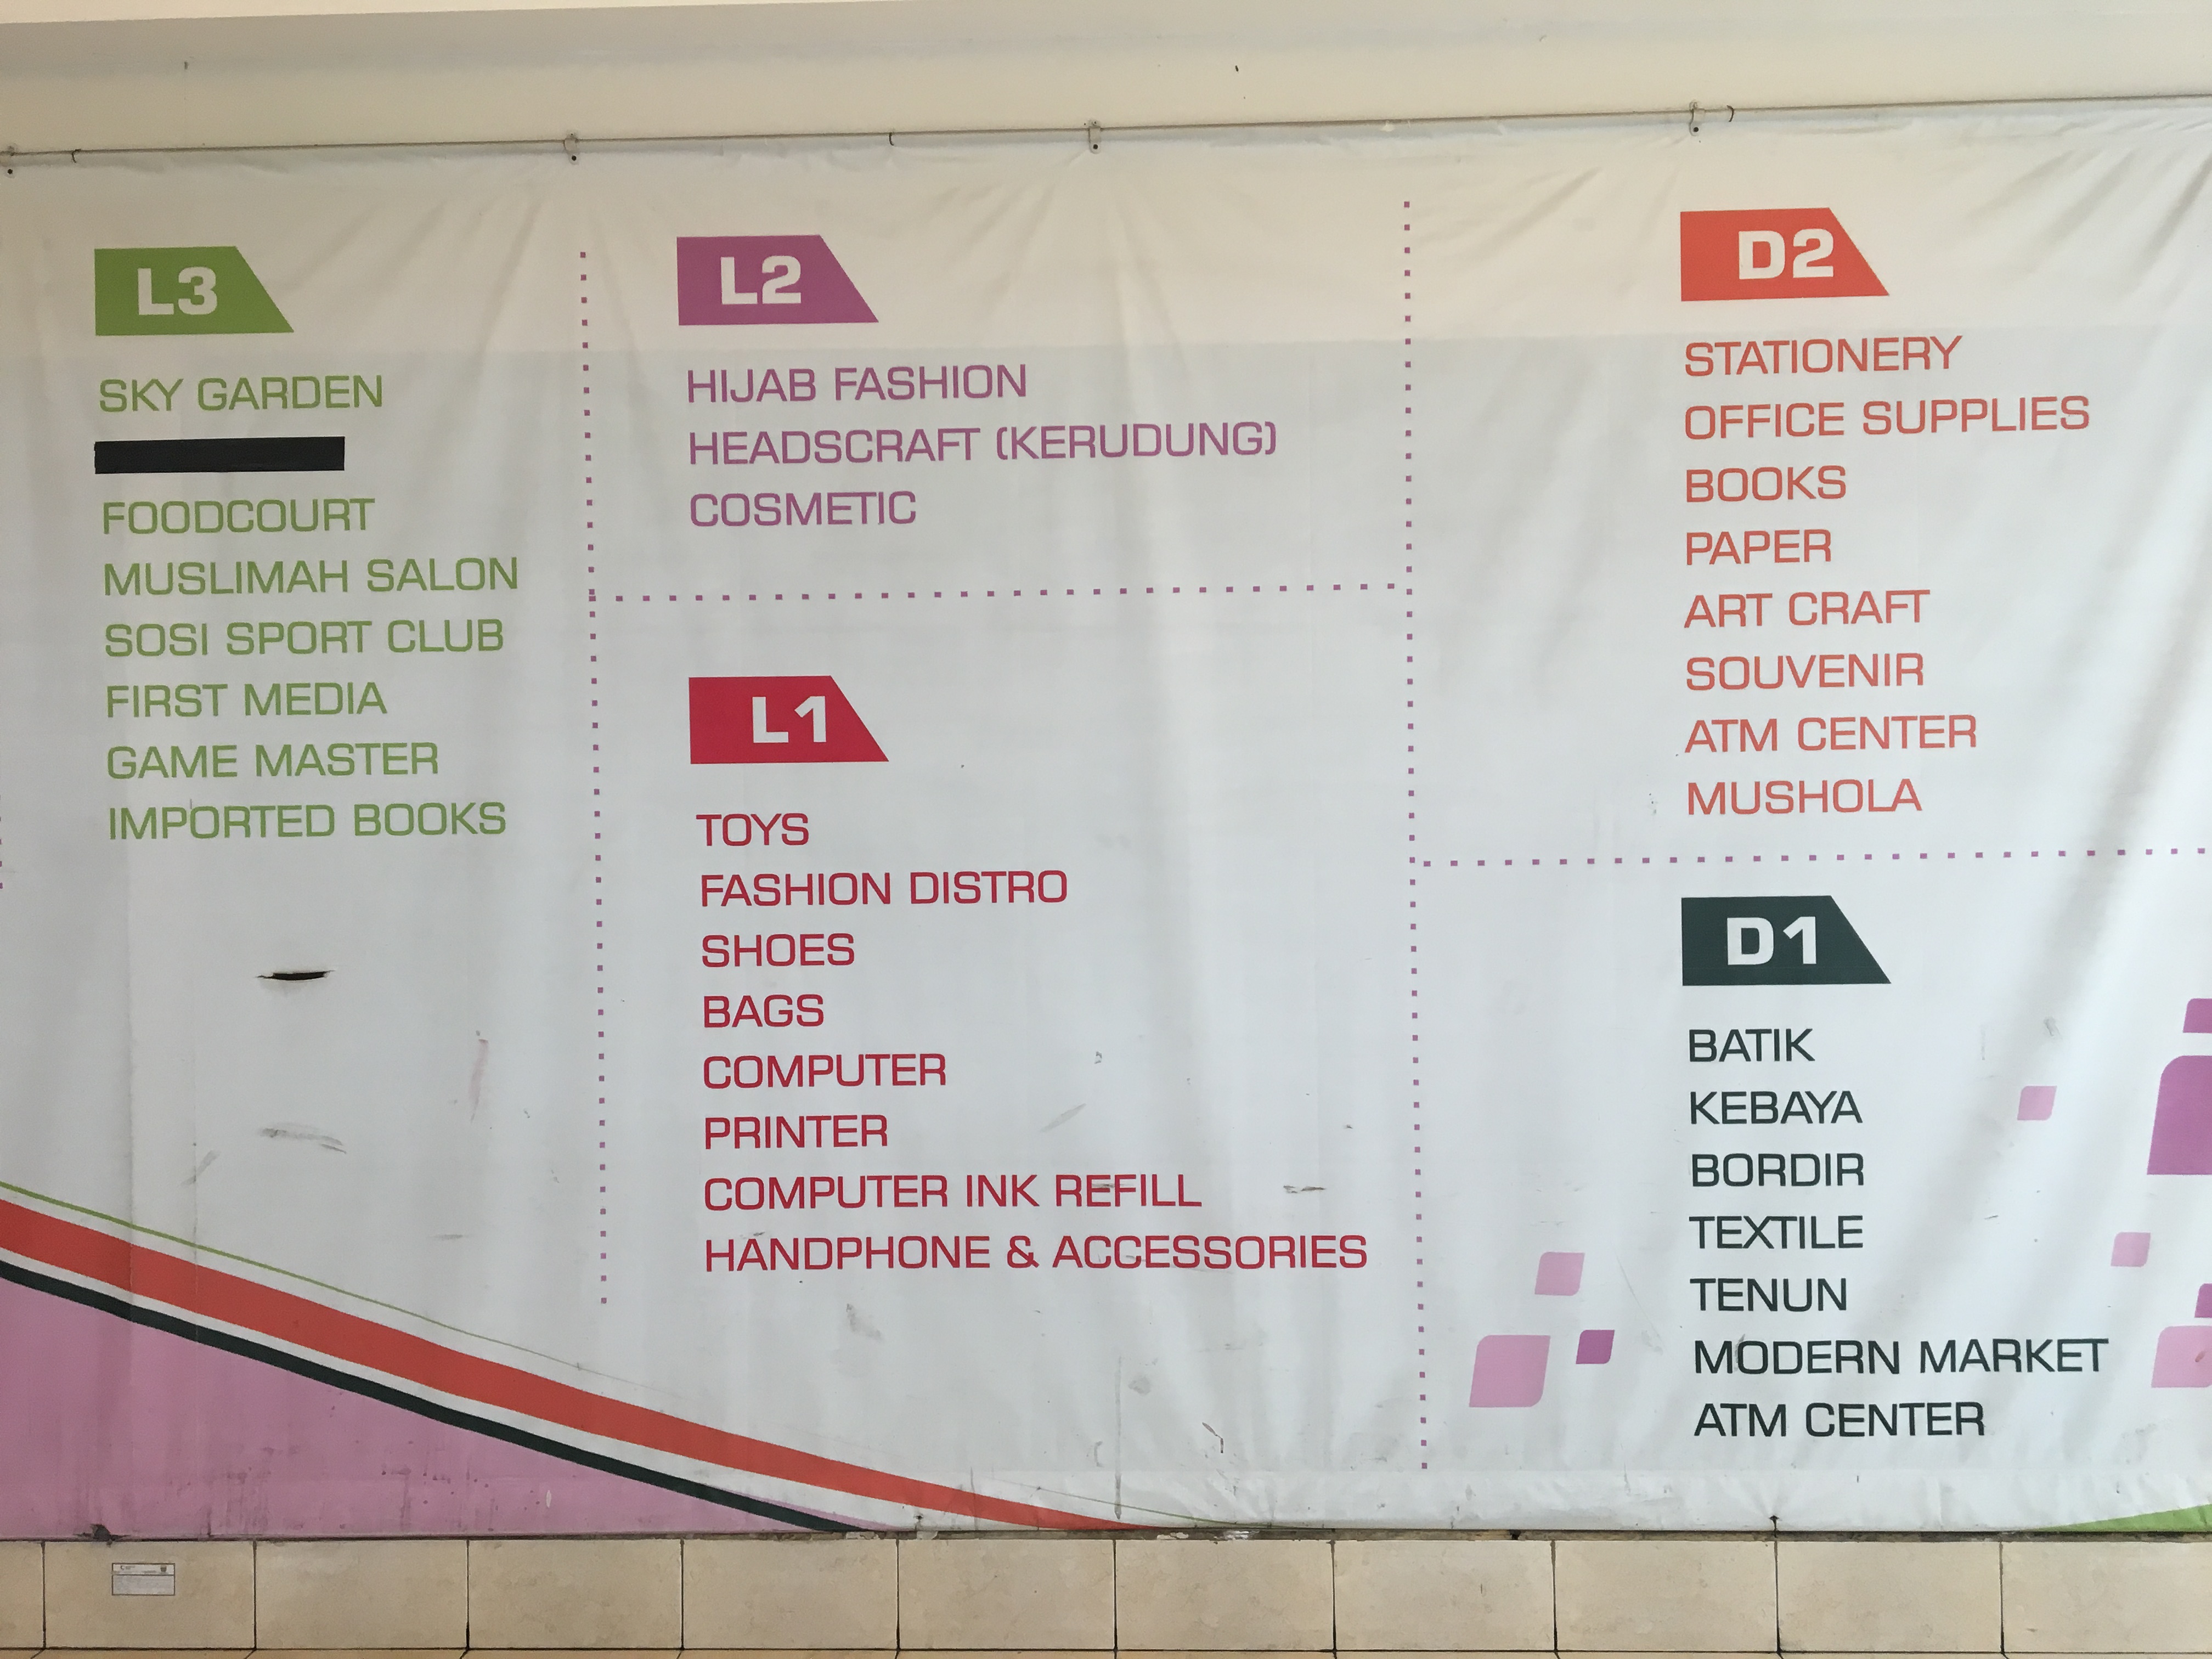 L3
SKY GARDEN
FOODCOURT
MUSLIMAH SALON
SOSI SPORT CLUB
FIRST MEDIA
GAME MASTER
IMPORTED BOOKS
L2
HIJAB FASHION
HEADSCRAFT (KERUDUNG)
COSMETIC
L1
TOYS
FASHION DISTRO
SHOES
BAGS
COMPUTER
PRINTER
COMPUTER INK REFILL
HANDPHONE & ACCESSORIES
D2
STATIONERY
OFFICE SUPPLIES
BOOKS
PAPER
ART CRAFT
SOUVENIR
ATM CENTER
MUSHOLA
D1
BATIK
KEBAYA
BORDIR
TEXTILE
TENUN
MODERN MARKET
ATM CENTER